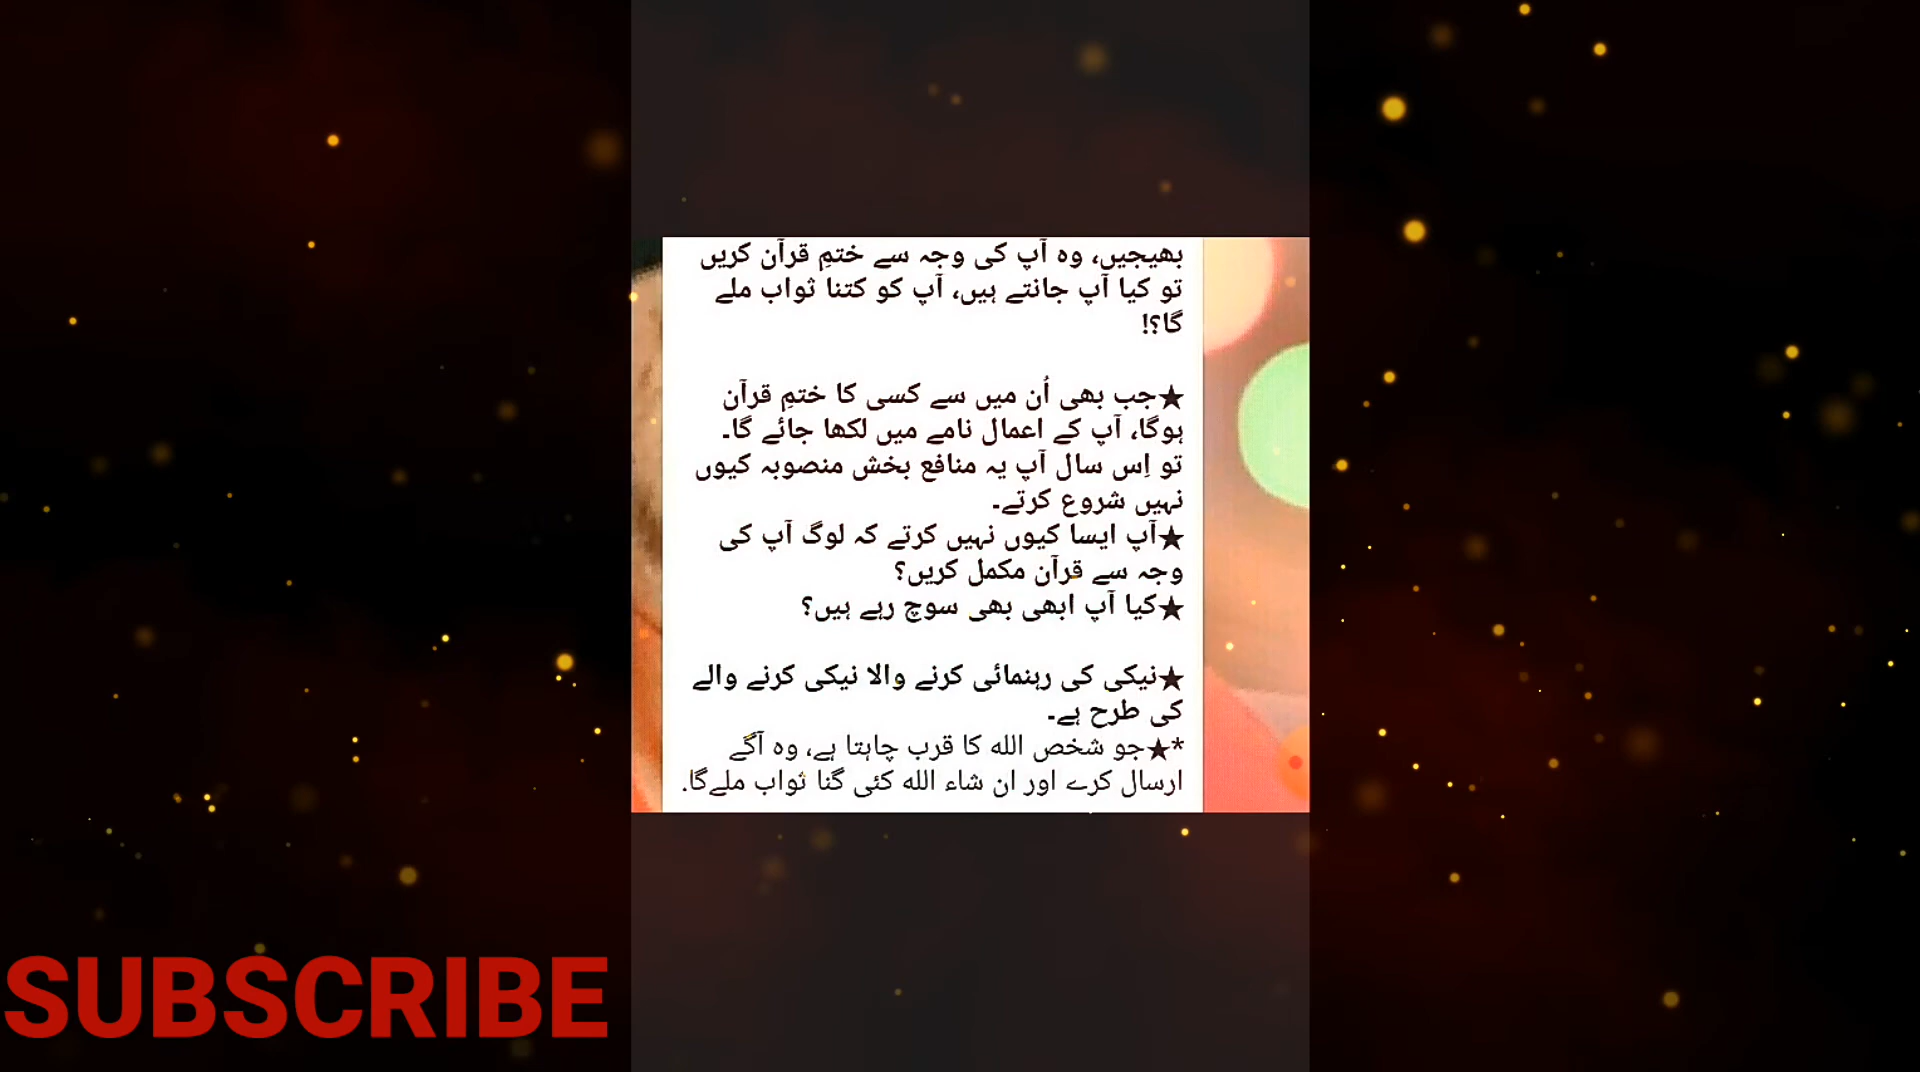 بھیجیں، وہ آپ کی وجہ سے ختمِ قرآن کریں
تو کیا آپ جانتے ہیں، آپ کو کتنا ثواب ملے
گا؟!
★جب بھی اُن میں سے کسی کا ختمِ قرآن
ہوگا، آپ کے اعمال نامے میں لکھا جائے گا۔
تو اِس سال آپ یہ منافع بخش منصوبہ کیوں
نہیں شروع کرتے۔
★آپ ایسا کیوں نہیں کرتے کہ لوگ آپ کی
وجہ سے قرآن مکمل کریں؟
★کیا آپ ابھی بھی سوچ رہے ہیں؟
★نیکی کی رہنمائی کرنے والا نیکی کرنے والے
کی طرح ہے۔
*★جو شخص الله کا قرب چاہتا ہے، وہ آگے
ارسال کرے اور ان شاء الله کئی گنا ثواب ملےگا.
SUBSCRIBE